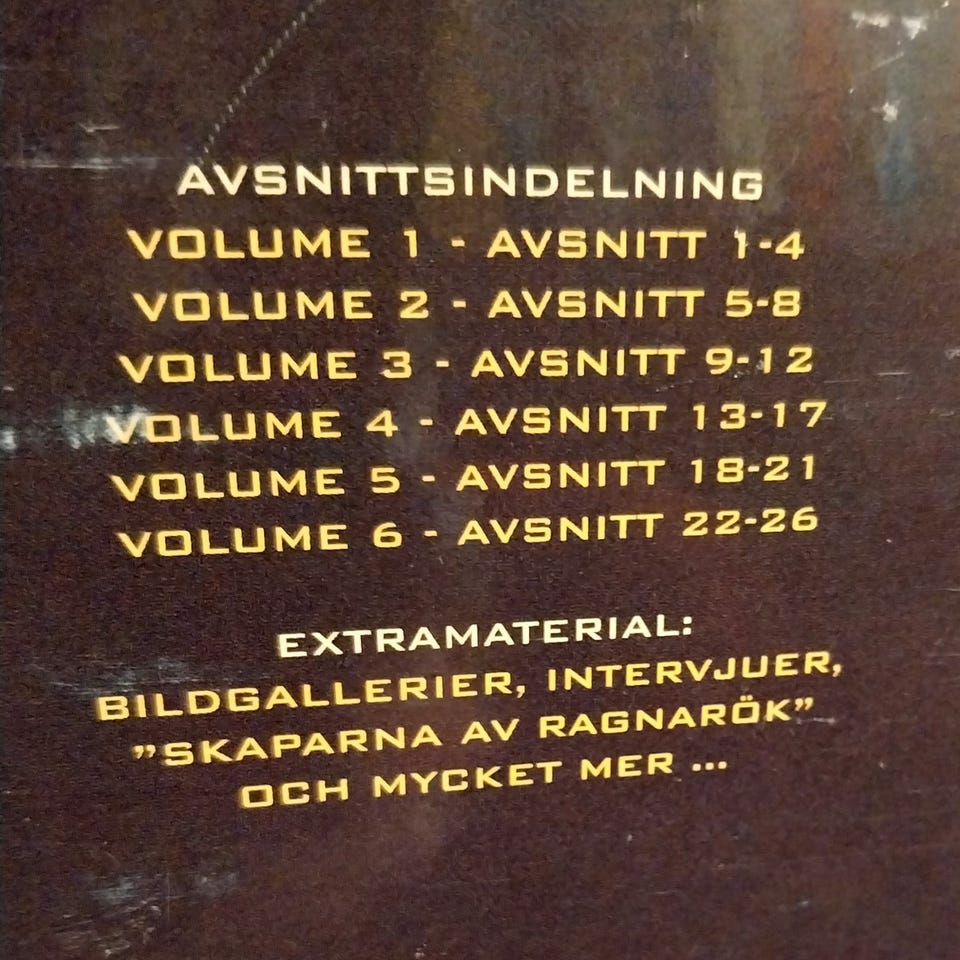 AVSNITTSINDELNING
VOLUME 1 - AVSNITT 1-4
VOLUME 2 - AVSNITT 5-8
VOLUME 3 - AVSNITT 9-12
VOLUME 4 - AVSNITT 13-17
VOLUME 5 - AVSNITT 18-21
VOLUME 6 - AVSNITT 22-26
EXTRAMATERIAL:
BILDGALLERIER, INTERVJUER,
”SKAPARNA AV RAGNARÖK”
OCH MYCKET MER ...